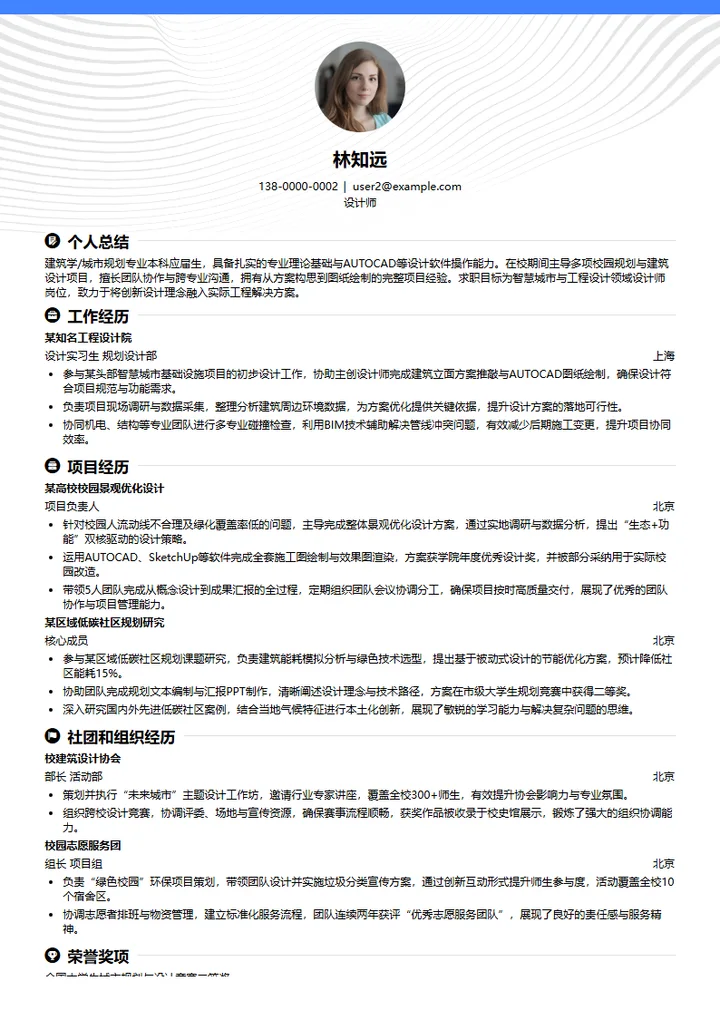 林知远
138-0000-0002 | user2@example.com
设计师
个人总结
建筑学/城市规划专业本科应届生，具备扎实的专业理论基础与AUTOCAD等设计软件操作能力。在校期间主导多项校园规划与建筑
设计项目，擅长团队协作与跨专业沟通，拥有从方案构思到图纸绘制的完整项目经验。求职目标为智慧城市与工程设计领域设计师
岗位，致力于将创新设计理念融入实际工程解决方案。
工作经历
某知名工程设计院
设计实习生 规划设计部 上海
• 参与某头部智慧城市基础设施项目的初步设计工作，协助主创设计师完成建筑立面方案推敲与AUTOCAD图纸绘制，确保设计符
合项目规范与功能需求。
• 负责项目现场调研与数据采集，整理分析建筑周边环境数据，为方案优化提供关键依据，提升设计方案的落地可行性。
• 协同机电、结构等专业团队进行多专业碰撞检查，利用BIM技术辅助解决管线冲突问题，有效减少后期施工变更，提升项目协同
效率。
项目经历
某高校校园景观优化设计
项目负责人 北京
• 针对校园人流动线不合理及绿化覆盖率低的问题，主导完成整体景观优化设计方案，通过实地调研与数据分析，提出“生态+功
能”双核驱动的设计策略。
• 运用AUTOCAD、SketchUp等软件完成全套施工图绘制与效果图渲染，方案获学院年度优秀设计奖，并被部分采纳用于实际校
园改造。
• 带领5人团队完成从概念设计到成果汇报的全过程，定期组织团队会议协调分工，确保项目按时高质量交付，展现了优秀的团队
协作与项目管理能力。
某区域低碳社区规划研究
核心成员 北京
• 参与某区域低碳社区规划课题研究，负责建筑能耗模拟分析与绿色技术选型，提出基于被动式设计的节能优化方案，预计降低社
区能耗15%。
• 协助团队完成规划文本编制与汇报PPT制作，清晰阐述设计理念与技术路径，方案在市级大学生规划竞赛中获得二等奖。
• 深入研究国内外先进低碳社区案例，结合当地气候特征进行本土化创新，展现了敏锐的学习能力与解决复杂问题的思维。
社团和组织经历
校建筑设计协会
部长 活动部 北京
• 策划并执行“未来城市”主题设计工作坊，邀请行业专家讲座，覆盖全校300+师生，有效提升协会影响力与专业氛围。
• 组织跨校设计竞赛，协调评委、场地与宣传资源，确保赛事流程顺畅，获奖作品被收录于校史馆展示，锻炼了强大的组织协调能
力。
校园志愿服务团
组长 项目组 北京
• 负责“绿色校园”环保项目策划，带领团队设计并实施垃圾分类宣传方案，通过创新互动形式提升师生参与度，活动覆盖全校10
个宿舍区。
• 协调志愿者排班与物资管理，建立标准化服务流程，团队连续两年获评“优秀志愿服务团队”，展现了良好的责任感与服务精
神。
荣誉奖项